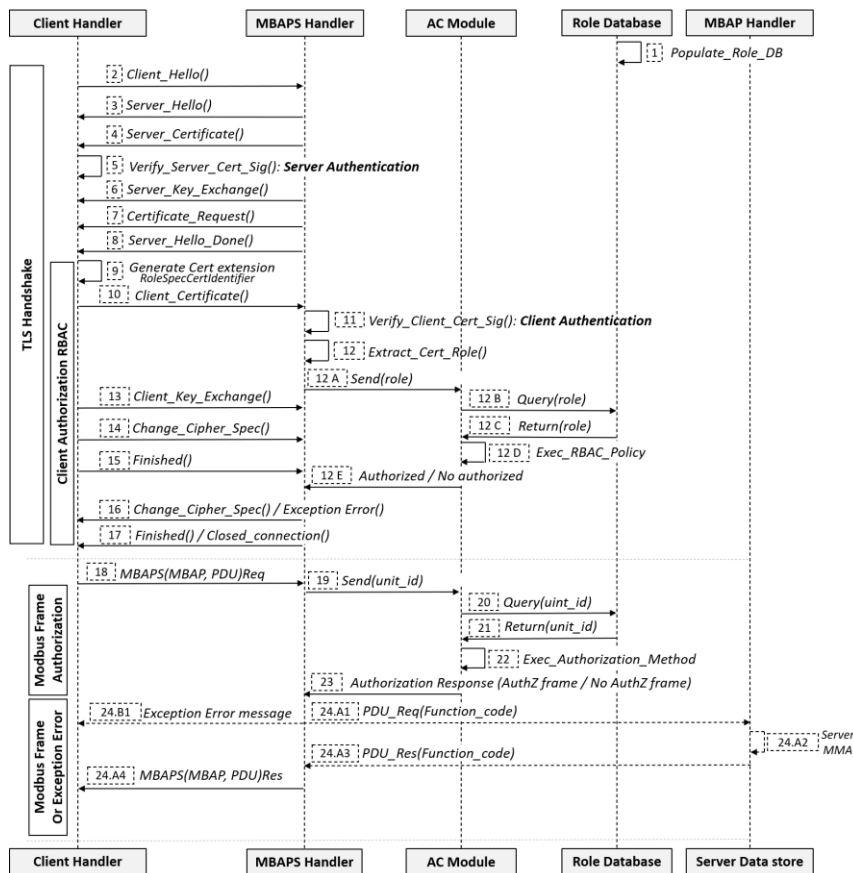 Client Handler MBAPS Handler AC Module Role Database MBAP Handler
1 Populate_Role_DB
2 Client_Hello()
3 Server_Hello()
4 Server_Certificate()
5 Verify_Server_Cert_Sig(): Server Authentication
6 Server_Key_Exchange()
7 Certificate_Request()
8 Server_Hello_Done()
TLS Handshake
Client Authorization RBAC
9 Generate Cert extension
RoleSpecCertIdentifier
10 Client_Certificate()
11 Verify_Client_Cert_Sig(): Client Authentication
12 Extract_Cert_Role()
12 A Send(role)
13 Client_Key_Exchange()
12 B Query(role)
12 C Return(role)
14 Change_Cipher_Spec()
12 D Exec_RBAC_Policy
15 Finished()
12 E Authorized / No authorized
16 Change_Cipher_Spec() / Exception Error()
17 Finished() / Closed_connection()
18 MBAPS(MBAP, PDU)Req
19 Send(unit_id)
20 Query(uint_id)
21 Return(unit_id)
22 Exec_Authorization_Method
Modbus Frame
Authorization
23 Authorization Response (AuthZ frame / No AuthZ frame)
24.B1 Exception Error message
24.A1 PDU_Req(Function_code)
24.A2 Server
MMA
24.A3 PDU_Res(Function_code)
24.A4 MBAPS(MBAP, PDU)Res
Modbus Frame
Or Exception Error
Client Handler MBAPS Handler AC Module Role Database Server Data store